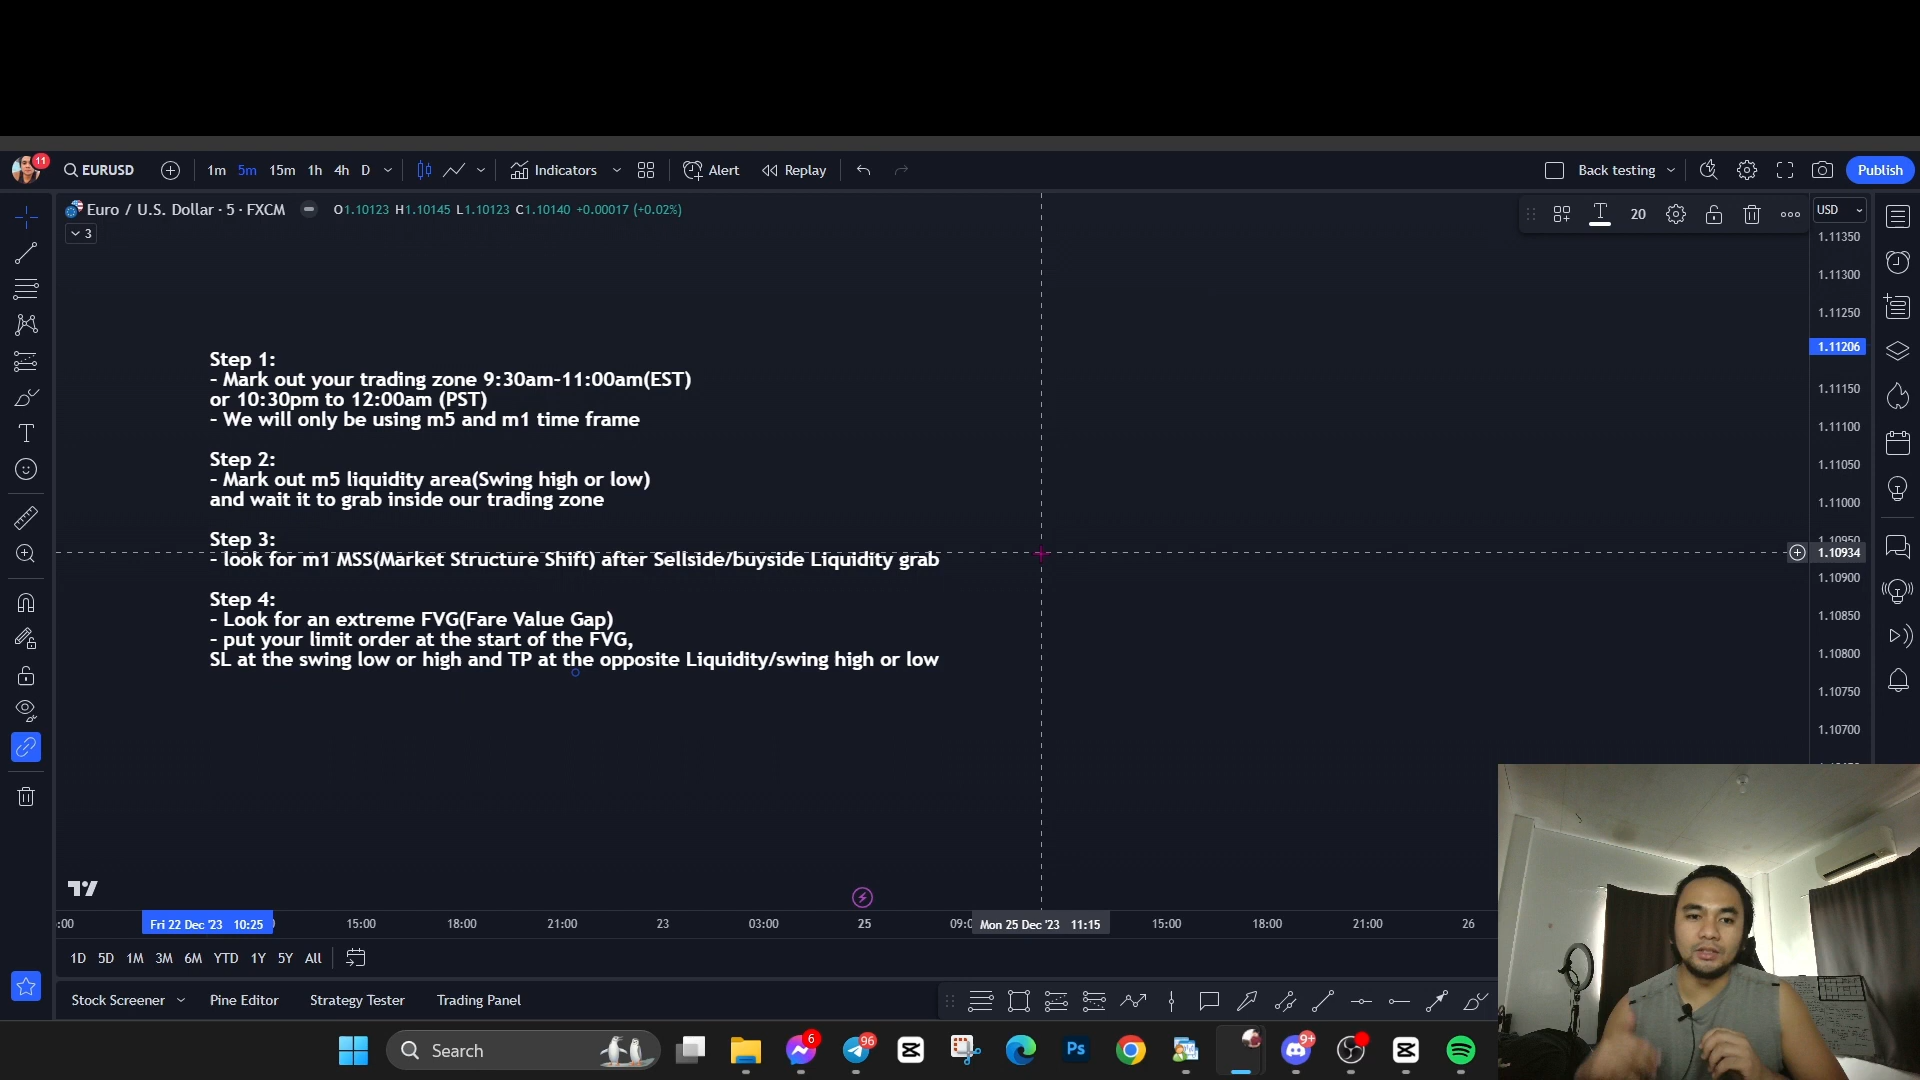 11
EURUSD
1m 5m 15m 1h 4h D
Indicators
Alert
Replay
Back testing
Publish
Euro / U.S. Dollar · 5 · FXCM
O1.10123 H1.10145 L1.10123 C1.10140 +0.00017 (+0.02%)
20
USD
3
1.11350
1.11300
1.11250
1.11206
1.11150
1.11100
1.11050
1.11000
1.10950
1.10934
1.10900
1.10850
1.10800
1.10750
1.10700
Step 1:
- Mark out your trading zone 9:30am-11:00am(EST)
or 10:30pm to 12:00am (PST)
- We will only be using m5 and m1 time frame
Step 2:
- Mark out m5 liquidity area(Swing high or low)
and wait it to grab inside our trading zone
Step 3:
- look for m1 MSS(Market Structure Shift) after Sellside/buyside Liquidity grab
Step 4:
- Look for an extreme FVG(Fare Value Gap)
- put your limit order at the start of the FVG,
SL at the swing low or high and TP at the opposite Liquidity/swing high or low
:00 Fri 22 Dec '23 10:25 15:00 18:00 21:00 23 03:00 25 09:0 Mon 25 Dec '23 11:15 15:00 18:00 21:00 26
1D 5D 1M 3M 6M YTD 1Y 5Y All
Stock Screener Pine Editor Strategy Tester Trading Panel
Search
6
96
Ps
9+